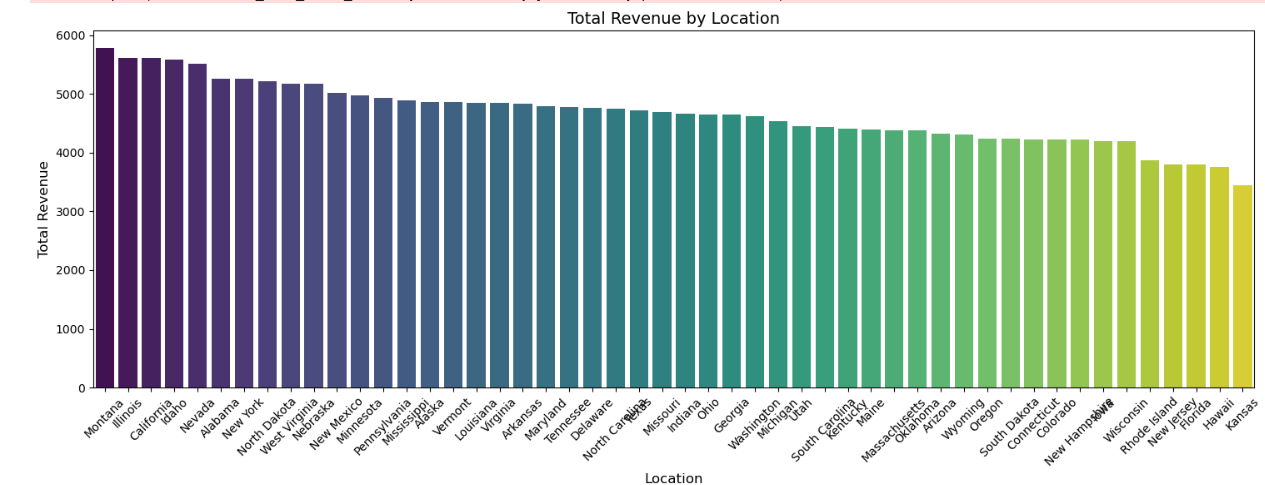 Total Revenue by Location
Total Revenue
6000
5000
4000
3000
2000
1000
0
Montana
Illinois
California
Idaho
Nevada
Alabama
New York
North Dakota
West Virginia
Nebraska
New Mexico
Minnesota
Pennsylvania
Mississippi
Alaska
Vermont
Louisiana
Virginia
Arkansas
Maryland
Tennessee
Delaware
North Carolina
Texas
Missouri
Indiana
Ohio
Georgia
Washington
Michigan
Utah
South Carolina
Kentucky
Maine
Massachusetts
Oklahoma
Arizona
Wyoming
Oregon
South Dakota
Connecticut
Colorado
New Hampshire
Iowa
Wisconsin
Rhode Island
New Jersey
Florida
Hawaii
Kansas
Location